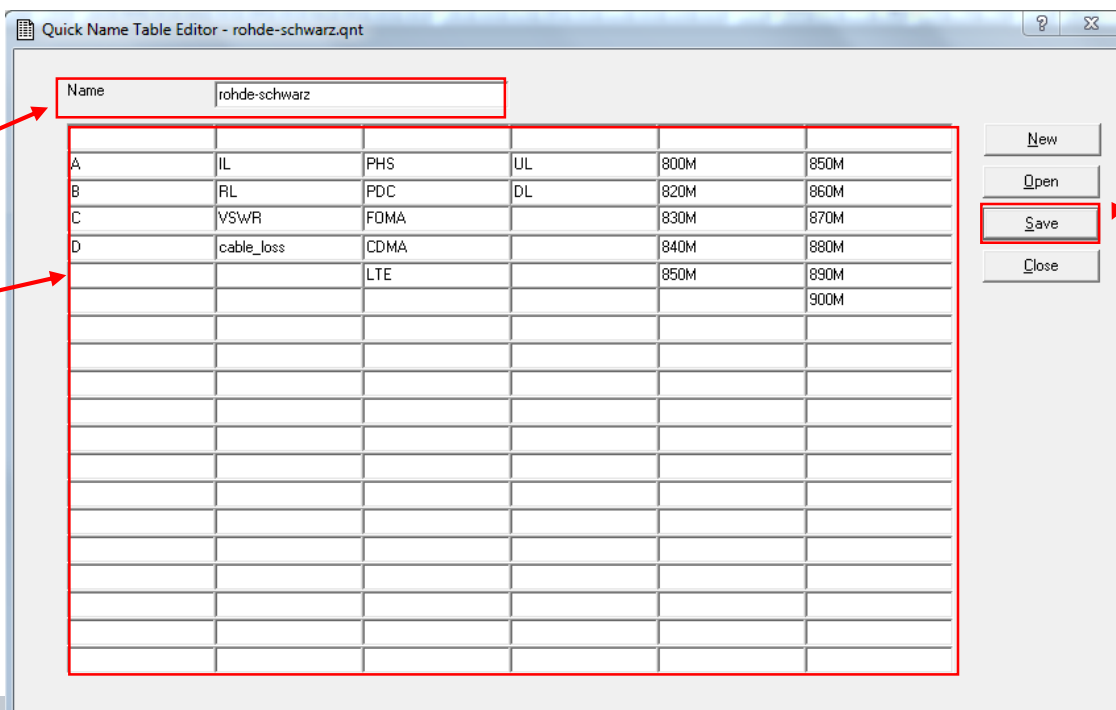 Quick Name Table Editor - rohde-schwarz.qnt
Name rohde-schwarz
New
A IL PHS UL 800M 850M
Open
B RL PDC DL 820M 860M
C VSWR FOMA 830M 870M
Save
D cable_loss CDMA 840M 880M
Close
LTE 850M 890M
900M